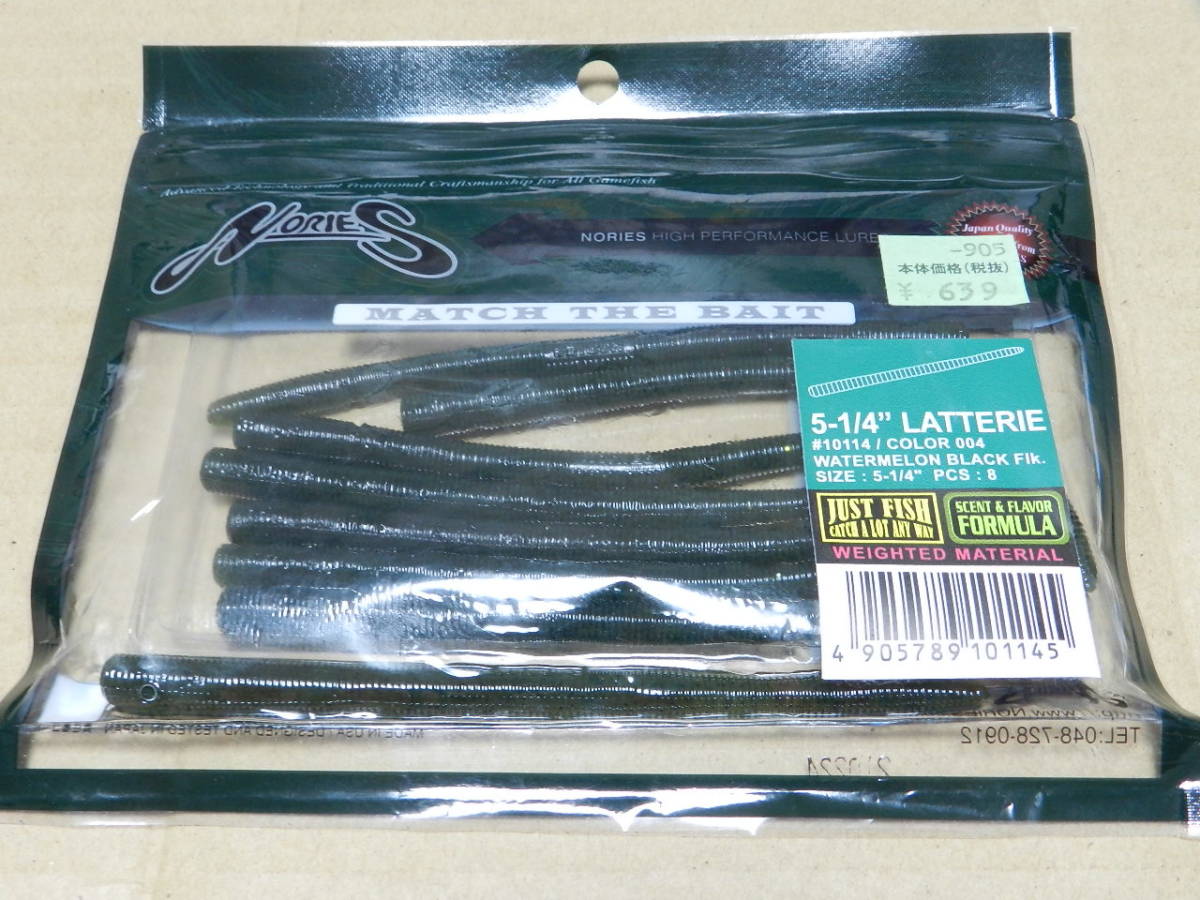 Advanced Technology and Traditional Craftsmanship for All Gamefish
NORIES
NORIES HIGH PERFORMANCE LURE
Japan Quality
from
-905
本体価格(税抜)
¥ 639
MATCH THE BAIT
5-1/4” LATTERIE
#10114 / COLOR 004
WATERMELON BLACK Flk.
SIZE : 5-1/4" PCS : 8
JUST FISH
CATCH A LOT ANY WAY
SCENT & FLAVOR
FORMULA
WEIGHTED MATERIAL
4 905789 101145
MADE IN USA / DESIGNED AND TESTED IN JAPAN
TEL:048-728-0912